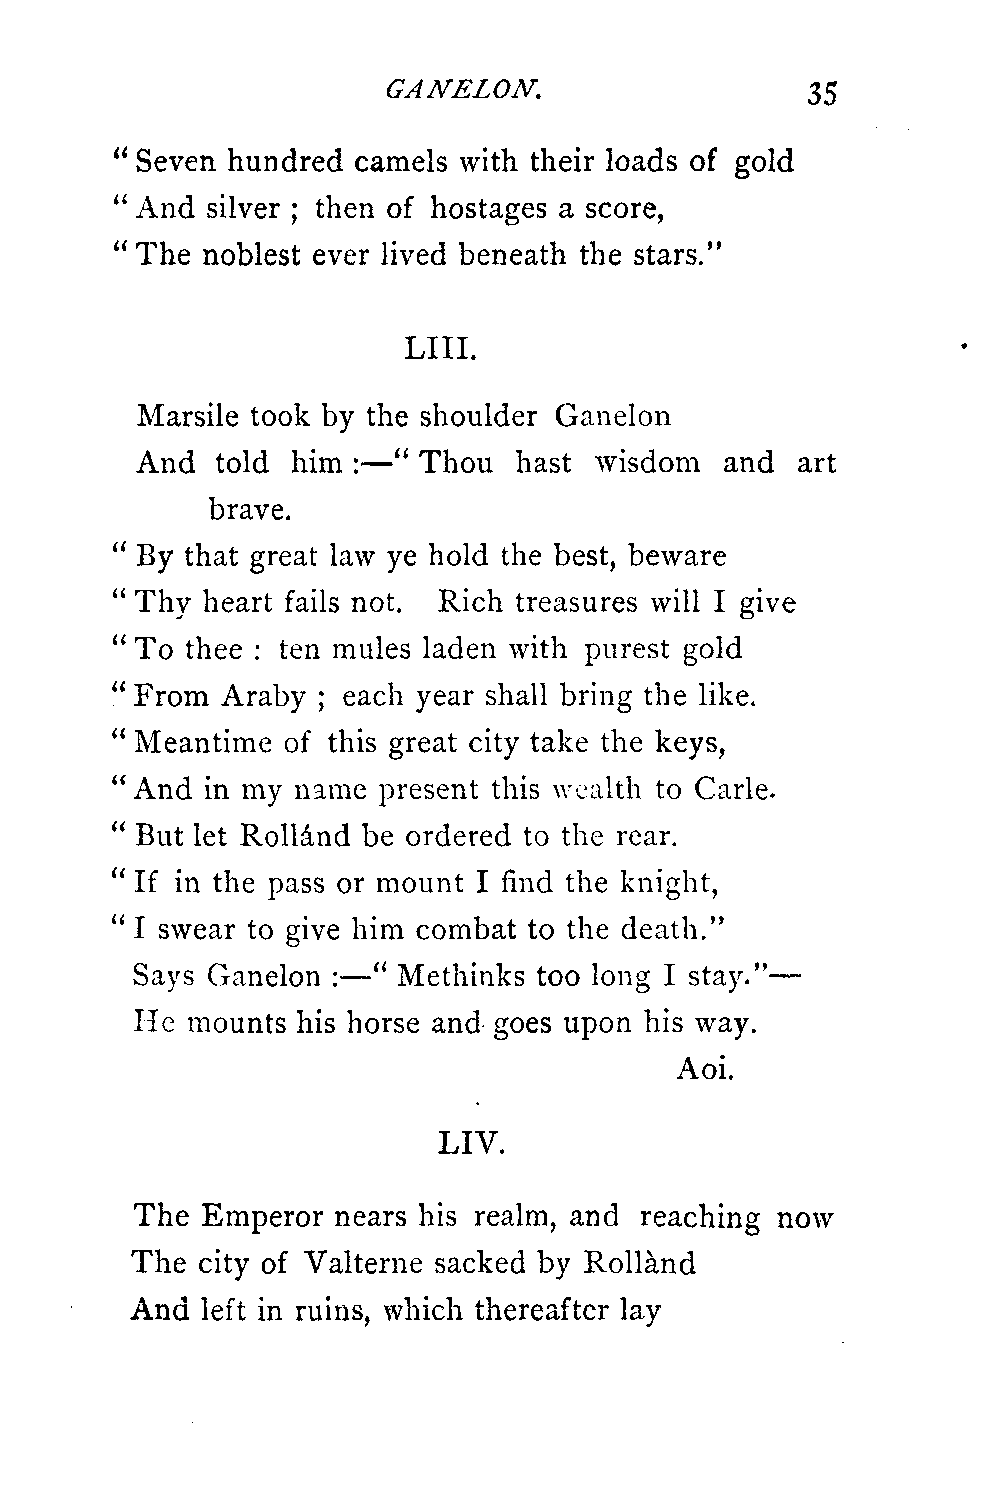 GANELON. 35
“ Seven hundred camels with their loads of gold
“ And silver ; then of hostages a score,
“ The noblest ever lived beneath the stars.”
LIII.
Marsile took by the shoulder Ganelon
And told him :—“ Thou hast wisdom and art
brave.
“ By that great law ye hold the best, beware
“ Thy heart fails not. Rich treasures will I give
“ To thee : ten mules laden with purest gold
“ From Araby ; each year shall bring the like.
“ Meantime of this great city take the keys,
“ And in my name present this wealth to Carle.
“ But let Rollánd be ordered to the rear.
“ If in the pass or mount I find the knight,
“ I swear to give him combat to the death.”
Says Ganelon :—“ Methinks too long I stay.”—
He mounts his horse and goes upon his way.
Aoi.
LIV.
The Emperor nears his realm, and reaching now
The city of Valterne sacked by Rollànd
And left in ruins, which thereafter lay